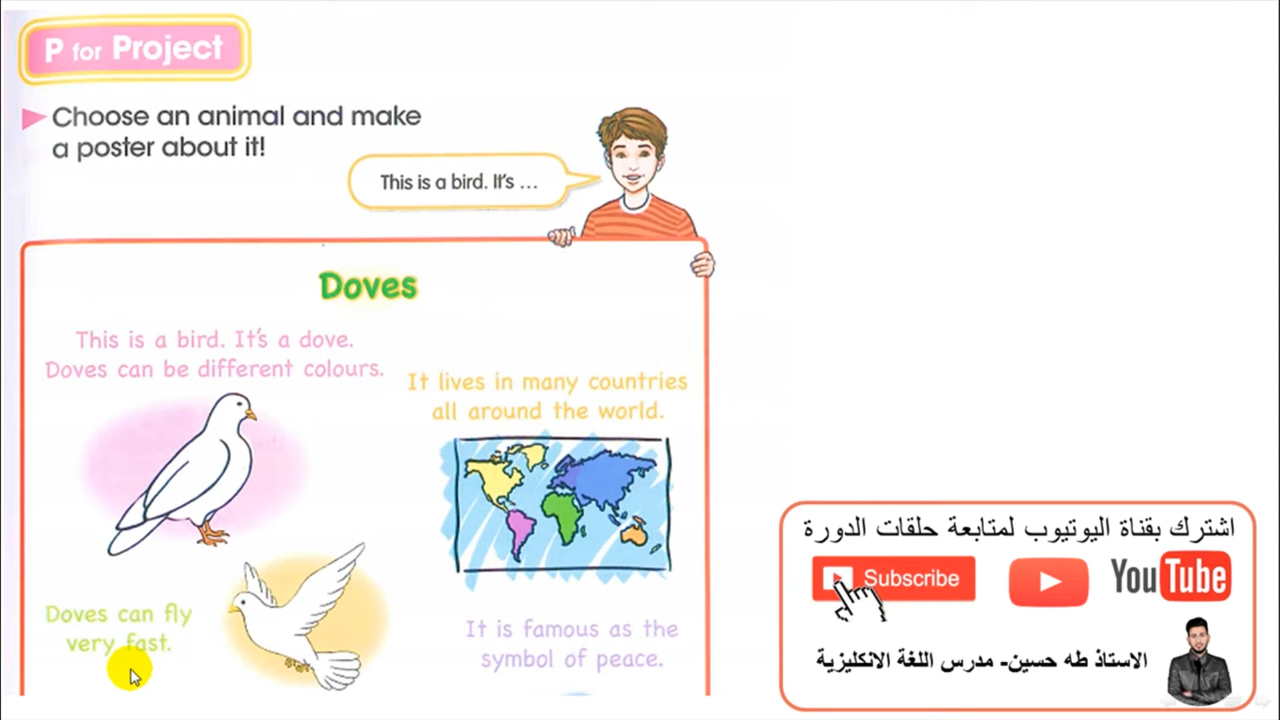 P for Project
Choose an animal and make
a poster about it!
This is a bird. It's ...
Doves
This is a bird. It's a dove.
Doves can be different colours.
It lives in many countries
all around the world.
Doves can fly
very fast.
It is famous as the
symbol of peace.
اشترك بقناة اليوتيوب لمتابعة حلقات الدورة
Subscribe
YouTube
الاستاذ طه حسين- مدرس اللغة الانكليزية